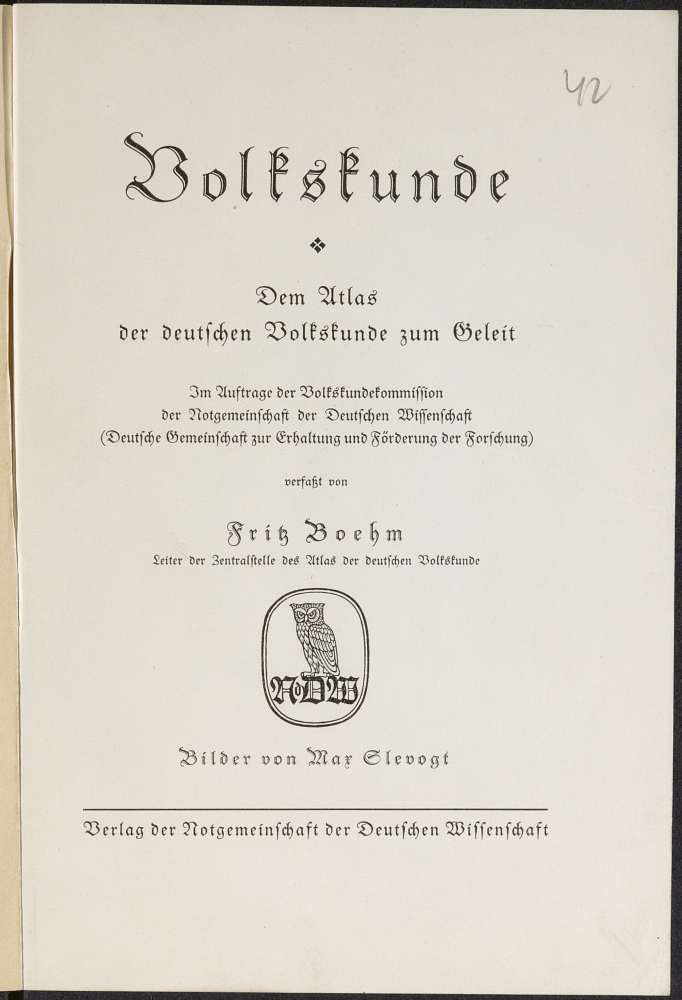 42
Volkskunde
Dem Atlas
der deutschen Volkskunde zum Geleit
Im Auftrage der Volkskundekommission
der Notgemeinschaft der Deutschen Wissenschaft
(Deutsche Gemeinschaft zur Erhaltung und Förderung der Forschung)
verfaßt von
Fritz Boehm
Leiter der Zentralstelle des Atlas der deutschen Volkskunde
NdDW
Bilder von Max Slevogt
Verlag der Notgemeinschaft der Deutschen Wissenschaft